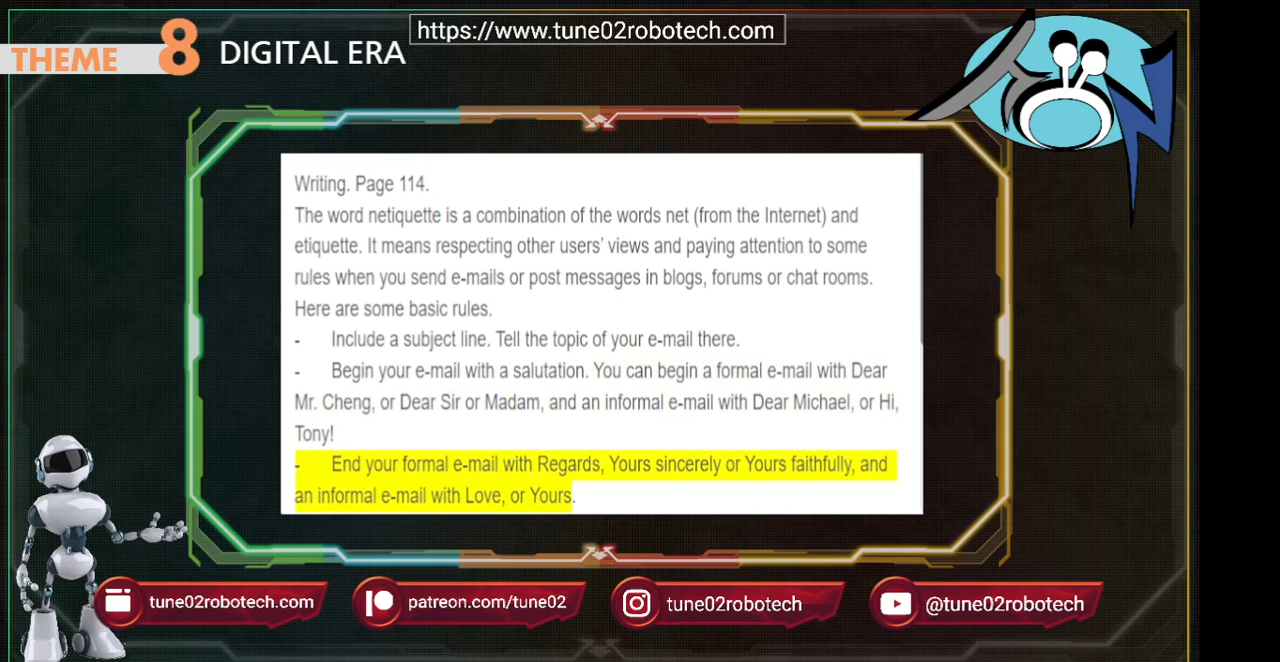 https://www.tune02robotech.com
THEME 8 DIGITAL ERA
Writing. Page 114.
The word netiquette is a combination of the words net (from the Internet) and
etiquette. It means respecting other users' views and paying attention to some
rules when you send e-mails or post messages in blogs, forums or chat rooms.
Here are some basic rules.
- Include a subject line. Tell the topic of your e-mail there.
- Begin your e-mail with a salutation. You can begin a formal e-mail with Dear
Mr. Cheng, or Dear Sir or Madam, and an informal e-mail with Dear Michael, or Hi,
Tony!
- End your formal e-mail with Regards, Yours sincerely or Yours faithfully, and
an informal e-mail with Love, or Yours.
tune02robotech.com
patreon.com/tune02
tune02robotech
@tune02robotech